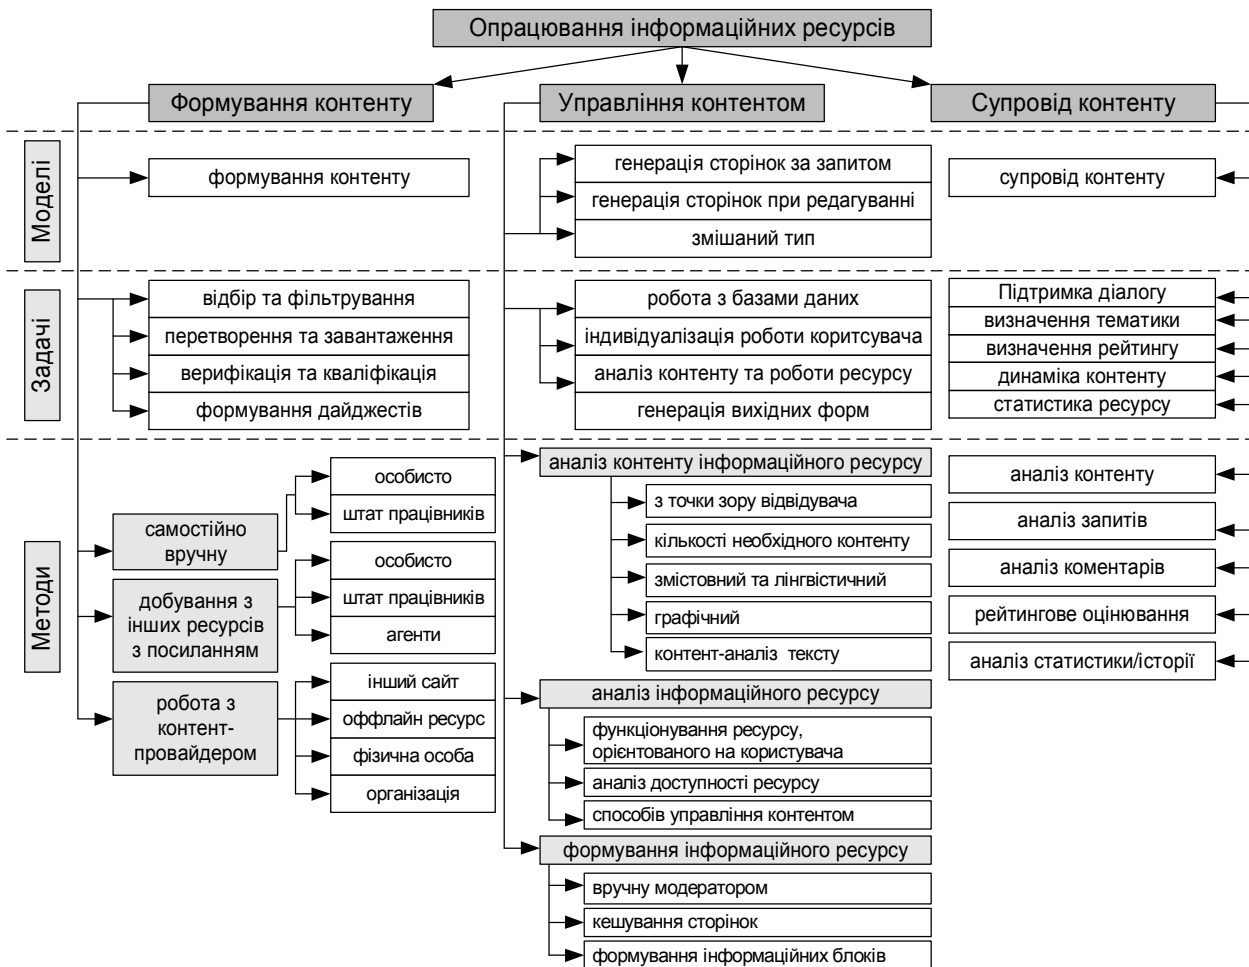 Опрацювання інформаційних ресурсів
Формування контенту
Управління контентом
Супровід контенту
Моделі
формування контенту
генерація сторінок за запитом
генерація сторінок при редагуванні
змішаний тип
супровід контенту
Задачі
відбір та фільтрування
перетворення та завантаження
верифікація та кваліфікація
формування дайджестів
робота з базами даних
індивідуалізація роботи коритсувача
аналіз контенту та роботи ресурсу
генерація вихідних форм
Підтримка діалогу
визначення тематики
визначення рейтингу
динаміка контенту
статистика ресурсу
Методи
самостійно
вручну
особисто
штат працівників
добування з
інших ресурсів
з посиланням
особисто
штат працівників
агенти
робота з
контент-
провайдером
інший сайт
оффлайн ресурс
фізична особа
організація
аналіз контенту інформаційного ресурсу
з точки зору відвідувача
кількості необхідного контенту
змістовний та лінгвістичний
графічний
контент-аналіз тексту
аналіз інформаційного ресурсу
функціонування ресурсу,
орієнтованого на користувача
аналіз доступності ресурсу
способів управління контентом
формування інформаційного ресурсу
вручну модератором
кешування сторінок
формування інформаційних блоків
аналіз контенту
аналіз запитів
аналіз коментарів
рейтингове оцінювання
аналіз статистики/історії